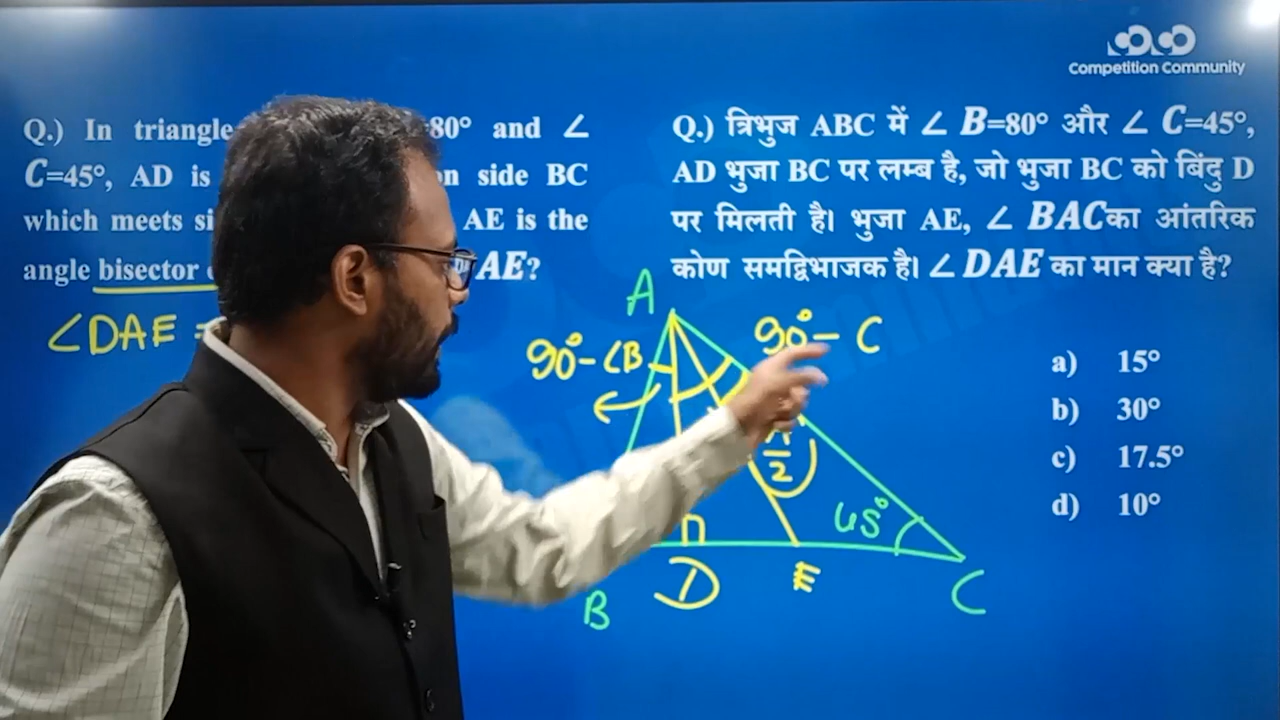 Competition Community
Q.) In triangle 80° and ∠
C=45°, AD is on side BC
which meets AE is the
angle bisector AE?
∠DAE =
Q.) त्रिभुज ABC में ∠ B=80° और ∠ C=45°,
AD भुजा BC पर लम्ब है, जो भुजा BC को बिंदु D
पर मिलती है। भुजा AE, ∠ BACका आंतरिक
कोण समद्विभाजक है। ∠ DAE का मान क्या है?
a) 15°
b) 30°
c) 17.5°
d) 10°
A
90°-∠B
90°- C
2
45°
B
D
E
C